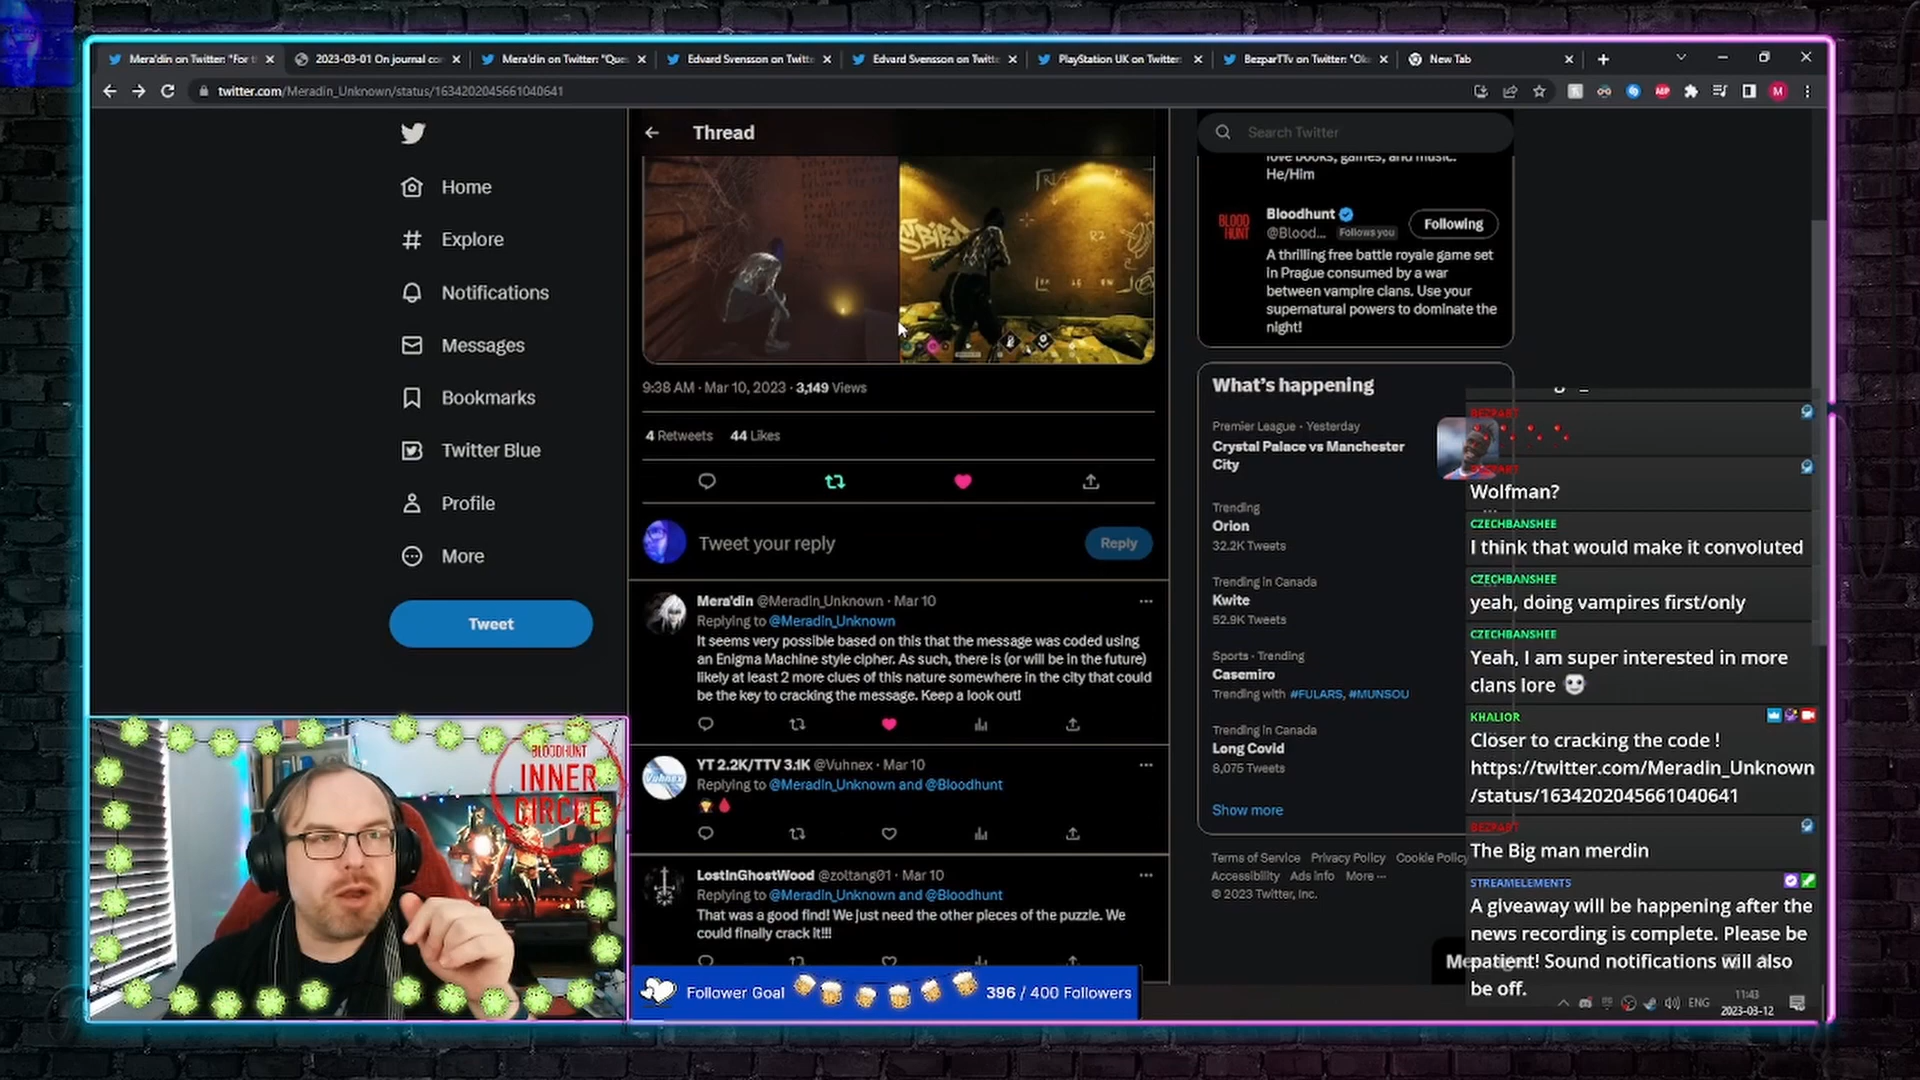 Mera'din on Twitter: "For t
2023-03-01 On journal co
Mera'din on Twitter: "Que
Edvard Svensson on Twitte
Edvard Svensson on Twitte
PlayStation UK on Twitter:
BezparTTv on Twitter: "Ok
New Tab
twitter.com/Meradin_Unknown/status/1634202045661040641
ABP
M
Home
Explore
Notifications
Messages
Bookmarks
Twitter Blue
Profile
More
Tweet
Thread
R2
9:38 AM · Mar 10, 2023 · 3,149 Views
4 Retweets 44 Likes
Tweet your reply
Reply
Mera'din @Meradin_Unknown · Mar 10
Replying to @Meradin_Unknown
It seems very possible based on this that the message was coded using
an Enigma Machine style cipher. As such, there is (or will be in the future)
likely at least 2 more clues of this nature somewhere in the city that could
be the key to cracking the message. Keep a look out!
YT 2.2K/TTV 3.1K @Vuhnex · Mar 10
Replying to @Meradin_Unknown and @Bloodhunt
LostInGhostWood @zoltang01 · Mar 10
Replying to @Meradin_Unknown and @Bloodhunt
That was a good find! We just need the other pieces of the puzzle. We
could finally crack it!!!
Search Twitter
love books, games, and music.
He/Him
BLOOD
HUNT
Bloodhunt
@Blood... Follows you
Following
A thrilling free battle royale game set
in Prague consumed by a war
between vampire clans. Use your
supernatural powers to dominate the
night!
What's happening
Premier League · Yesterday
Crystal Palace vs Manchester
City
Trending
Orion
32.2K Tweets
Trending in Canada
Kwite
52.9K Tweets
Sports · Trending
Casemiro
Trending with #FULARS, #MUNSOU
Trending in Canada
Long Covid
8,075 Tweets
Show more
Terms of Service Privacy Policy Cookie Policy
Accessibility Ads info More ...
© 2023 Twitter, Inc.
BEZPART
BEZPART
Wolfman?
CZECHBANSHEE
I think that would make it convoluted
CZECHBANSHEE
yeah, doing vampires first/only
CZECHBANSHEE
Yeah, I am super interested in more
clans lore
KHALIOR
Closer to cracking the code !
https://twitter.com/Meradin_Unknown
/status/1634202045661040641
BEZPART
The Big man merdin
STREAMELEMENTS
A giveaway will be happening after the
news recording is complete. Please be
patient! Sound notifications will also
be off.
ENG
11:43
2023-03-12
BLOODHUNT
INNER
CIRCLE
Follower Goal
396 / 400 Followers